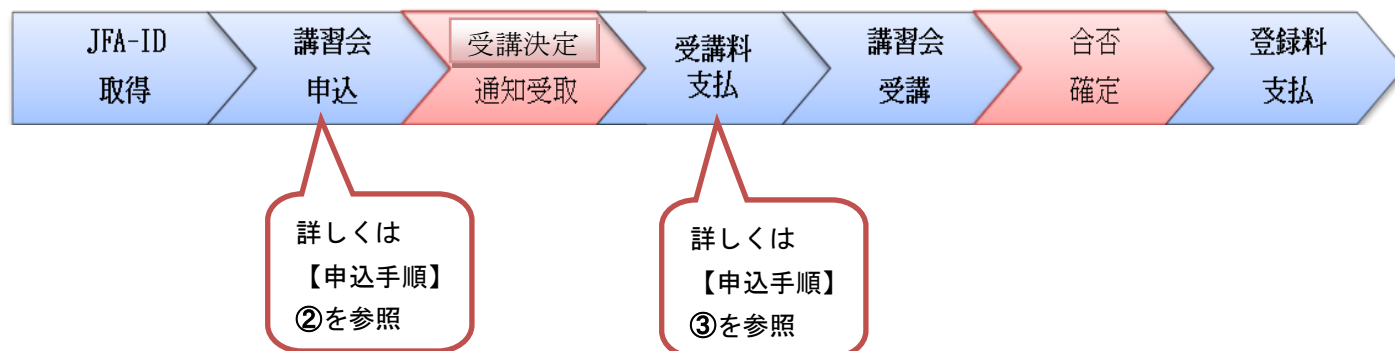 JFA-ID
取得
講習会
申込
受講決定
通知受取
受講料
支払
講習会
受講
合否
確定
登録料
支払
詳しくは
【申込手順】
②を参照
詳しくは
【申込手順】
③を参照